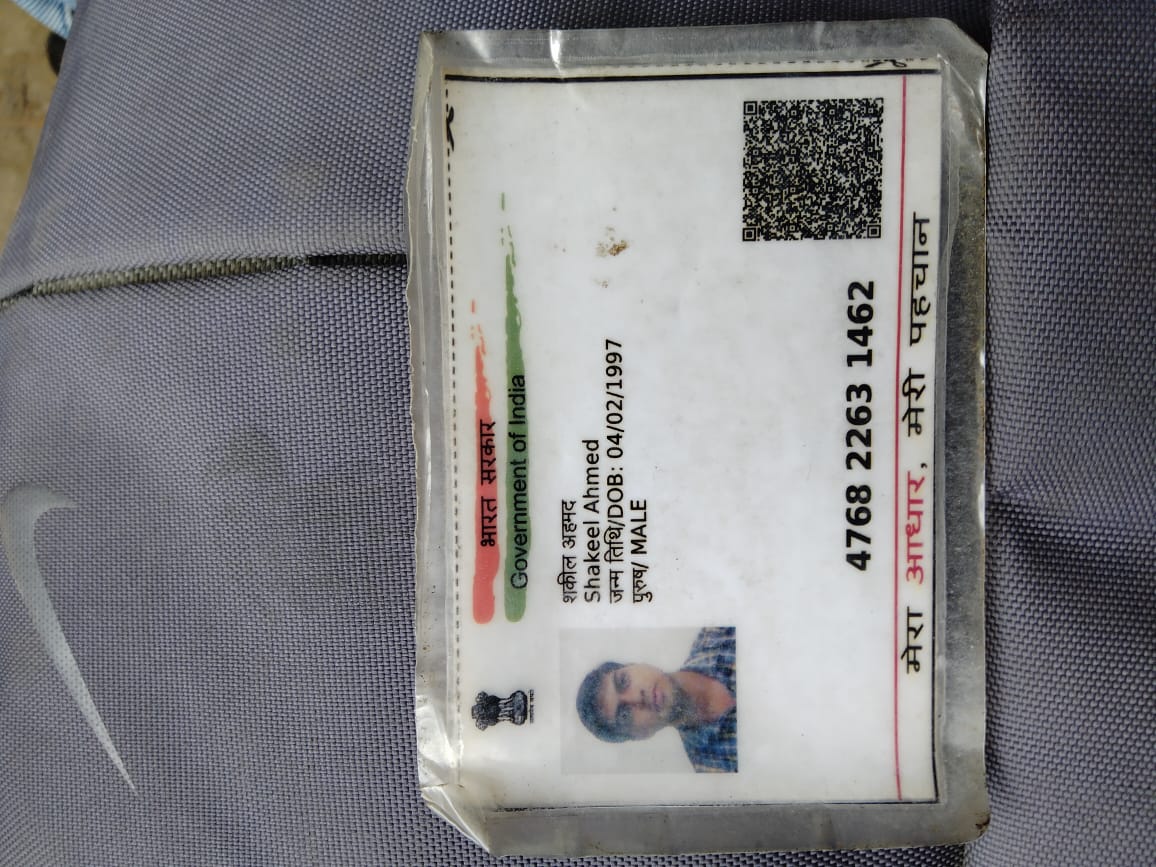 भारत सरकार
Government of India
शकील अहमद
Shakeel Ahmed
जन्म तिथि/DOB: 04/02/1997
पुरुष/ MALE
4768 2263 1462
मेरा आधार, मेरी पहचान